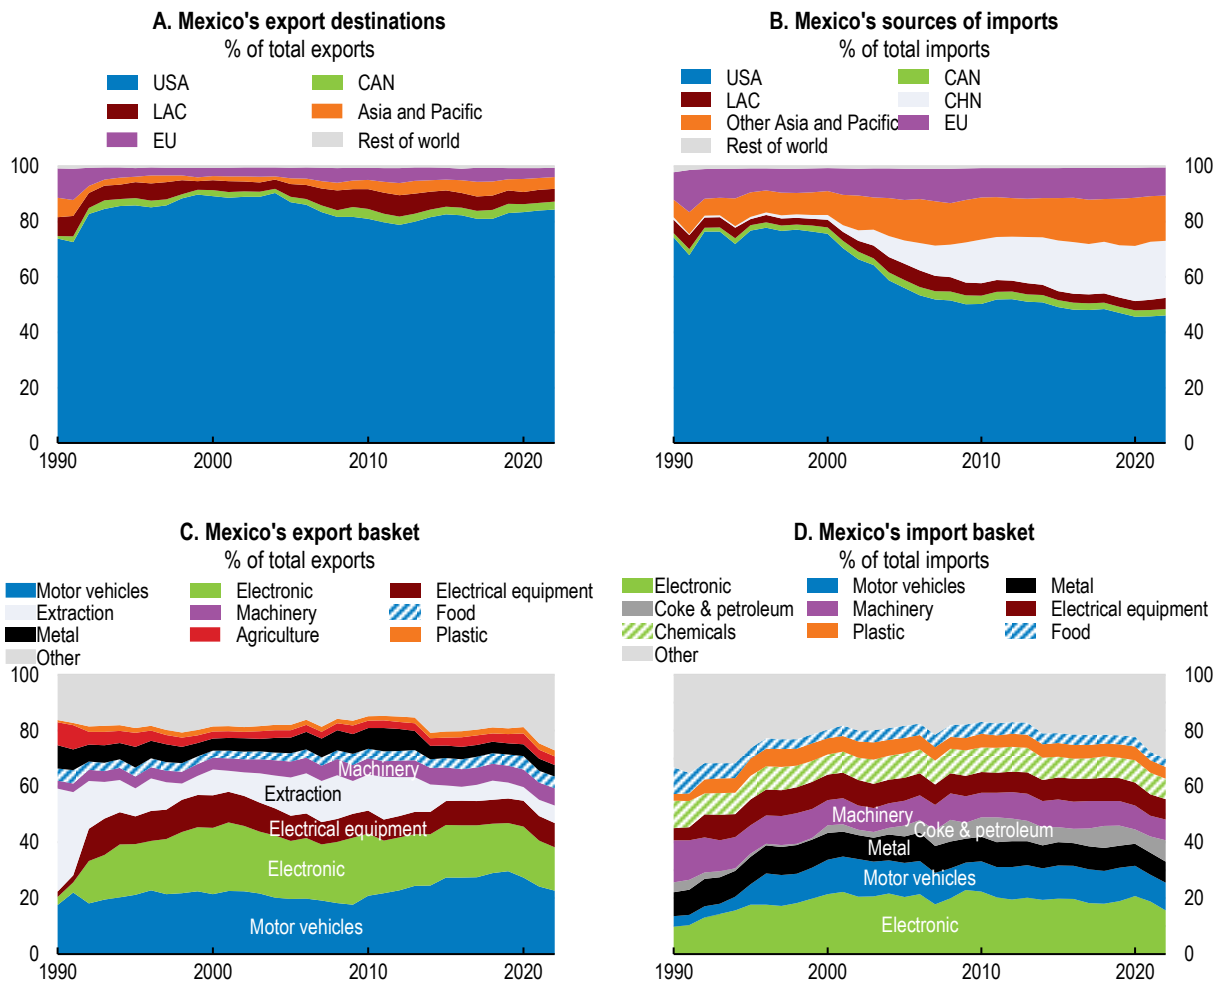 A. Mexico's export destinations
% of total exports
USA
CAN
LAC
Asia and Pacific
EU
Rest of world
100
80
60
40
20
0
1990
2000
2010
2020
B. Mexico's sources of imports
% of total imports
USA
CAN
LAC
CHN
Other Asia and Pacific
EU
Rest of world
100
80
60
40
20
0
1990
2000
2010
2020
C. Mexico's export basket
% of total exports
Motor vehicles
Electronic
Electrical equipment
Extraction
Machinery
Food
Metal
Agriculture
Plastic
Other
100
80
60
40
20
0
Machinery
Extraction
Electrical equipment
Electronic
Motor vehicles
1990
2000
2010
2020
D. Mexico's import basket
% of total imports
Electronic
Motor vehicles
Metal
Coke & petroleum
Machinery
Electrical equipment
Chemicals
Plastic
Food
Other
100
80
60
40
20
0
Machinery
Coke & petroleum
Metal
Motor vehicles
Electronic
1990
2000
2010
2020